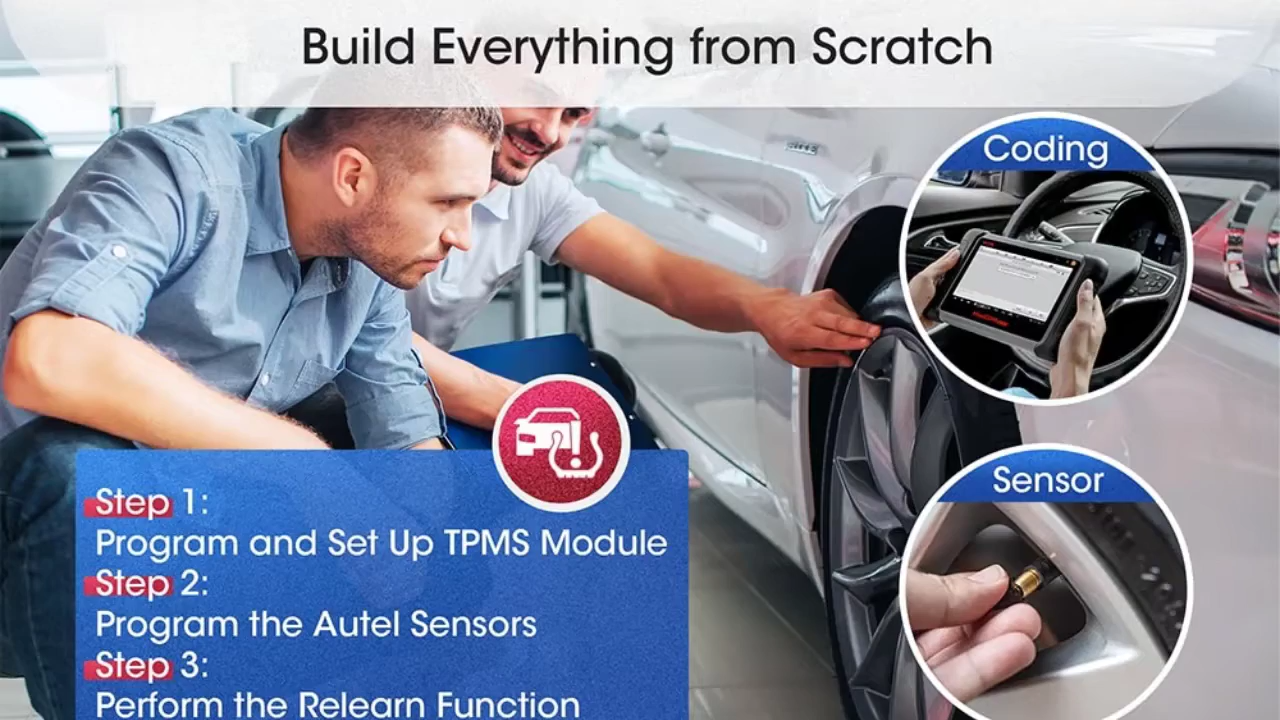 Build Everything from Scratch
Coding
Sensor
Step 1:
Program and Set Up TPMS Module
Step 2:
Program the Autel Sensors
Step 3:
Perform the Relearn Function